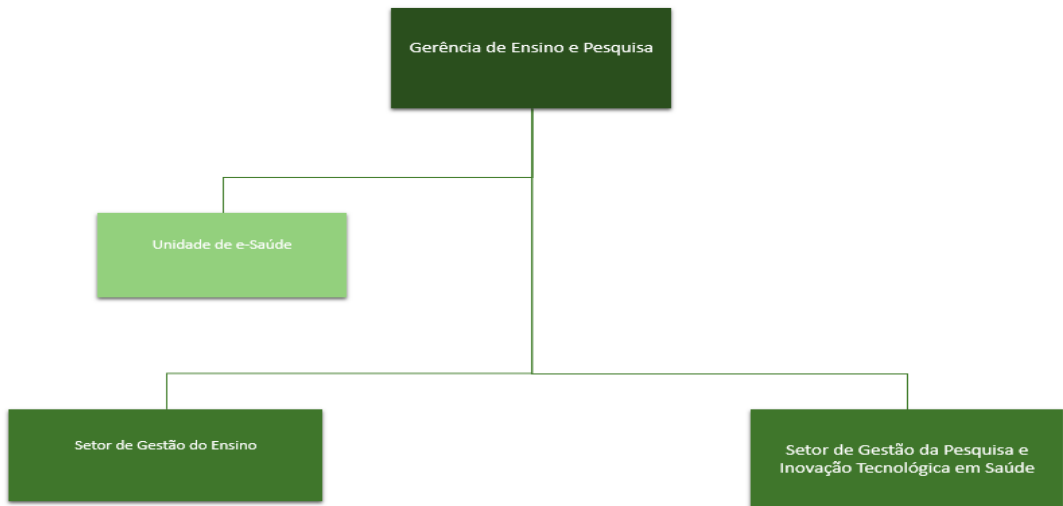 Gerência de Ensino e Pesquisa
Unidade de e-Saúde
Setor de Gestão do Ensino
Setor de Gestão da Pesquisa e
Inovação Tecnológica em Saúde